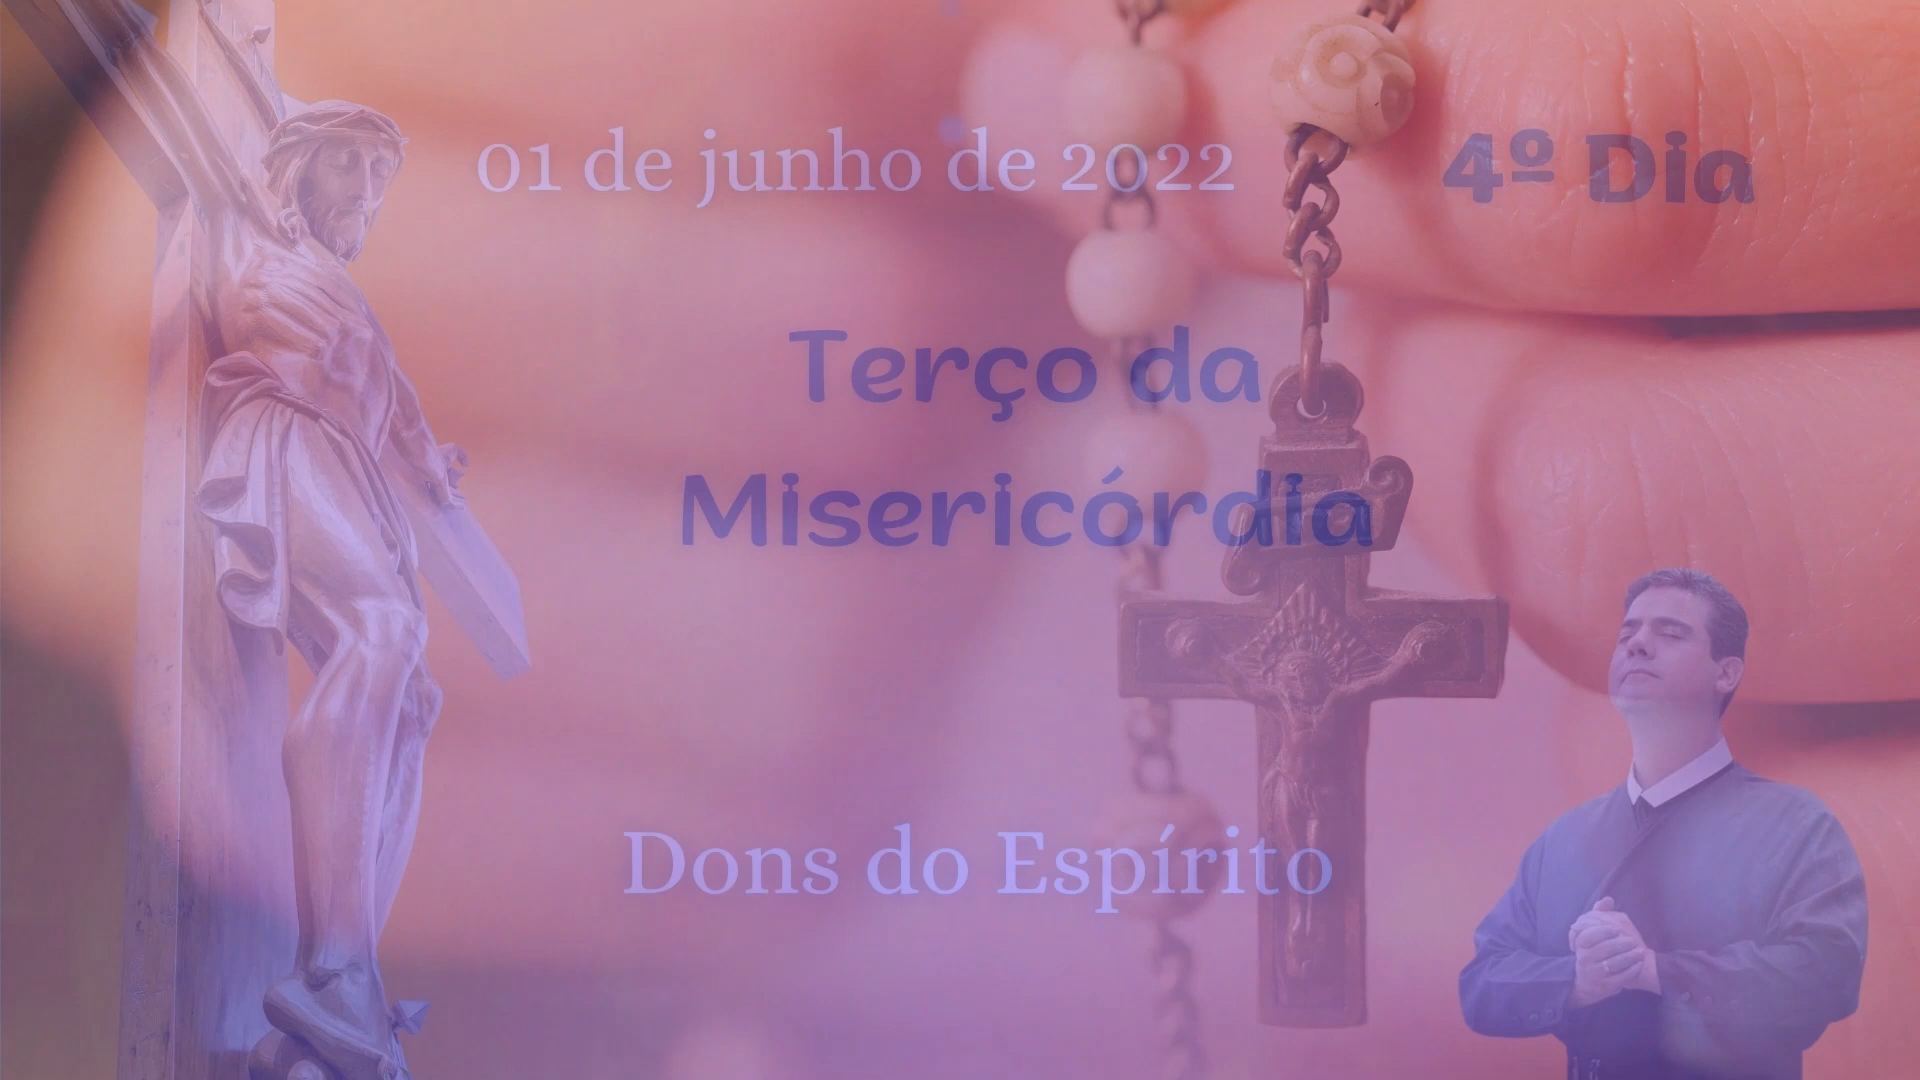 01 de junho de 2022
4º Dia
Terço da
Misericórdia
Dons do Espírito